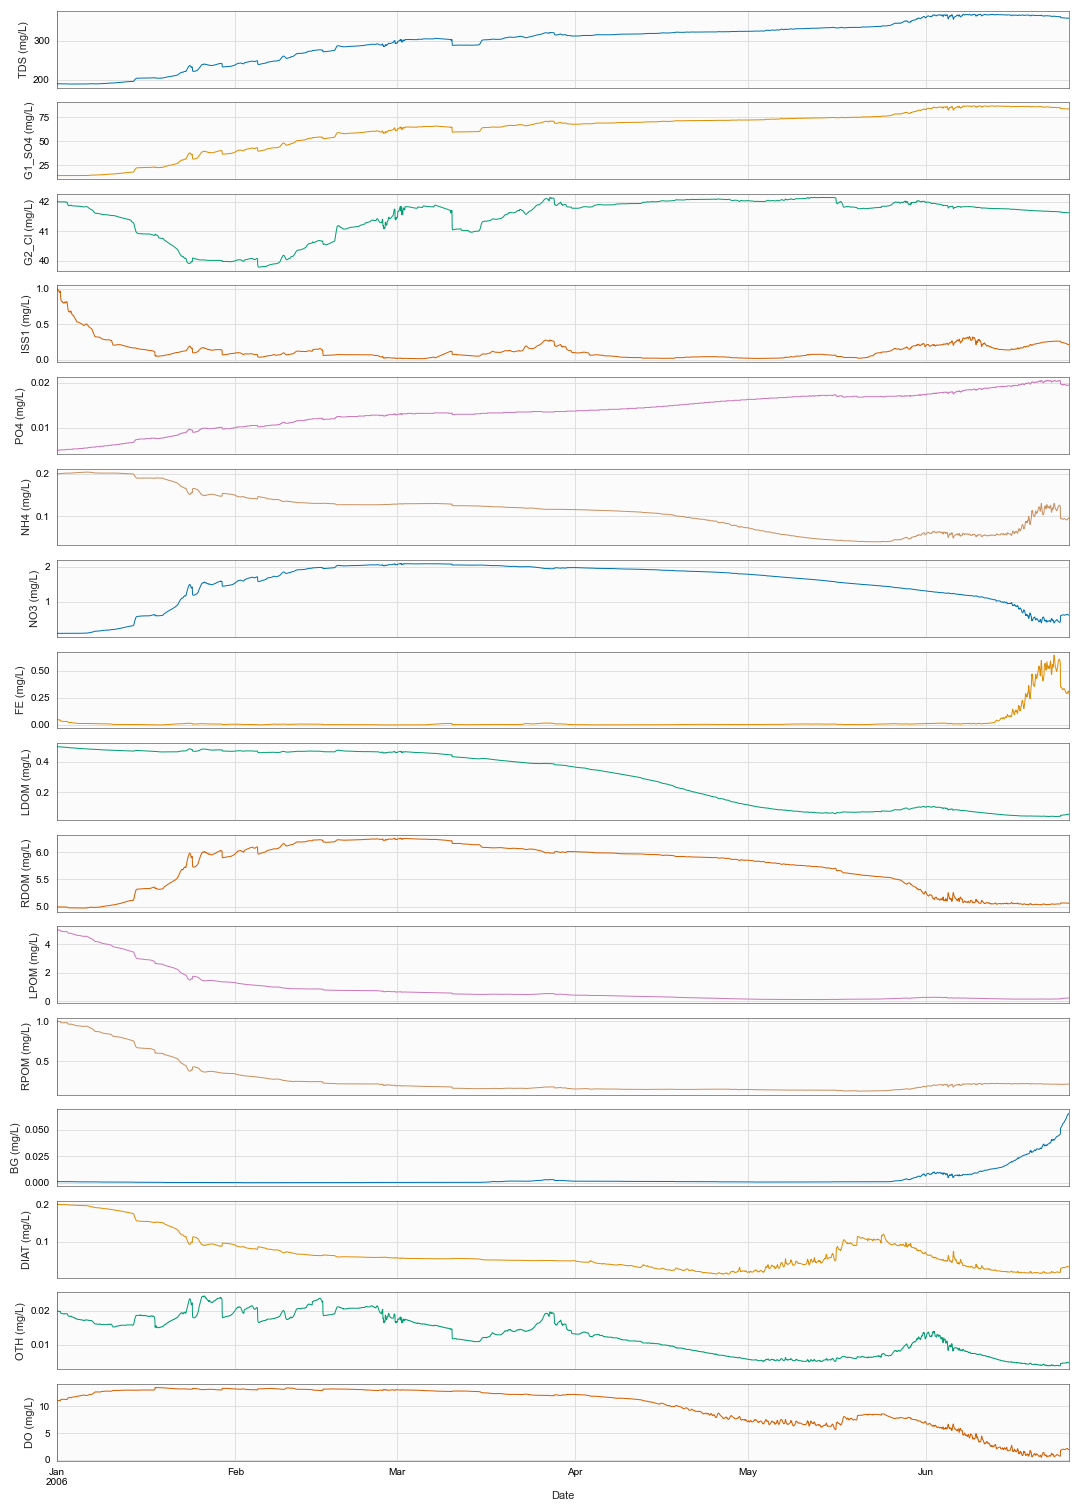 TDS (mg/L)
300
200
G1_SO4 (mg/L)
75
50
25
G2_Cl (mg/L)
42
41
40
ISS1 (mg/L)
1.0
0.5
0.0
PO4 (mg/L)
0.02
0.01
NH4 (mg/L)
0.2
0.1
NO3 (mg/L)
2
1
FE (mg/L)
0.50
0.25
0.00
LDOM (mg/L)
0.4
0.2
RDOM (mg/L)
6.0
5.5
5.0
LPOM (mg/L)
4
2
0
RPOM (mg/L)
1.0
0.5
BG (mg/L)
0.050
0.025
0.000
DIAT (mg/L)
0.2
0.1
OTH (mg/L)
0.02
0.01
DO (mg/L)
10
5
0
Jan Feb Mar Apr May Jun
2006
Date